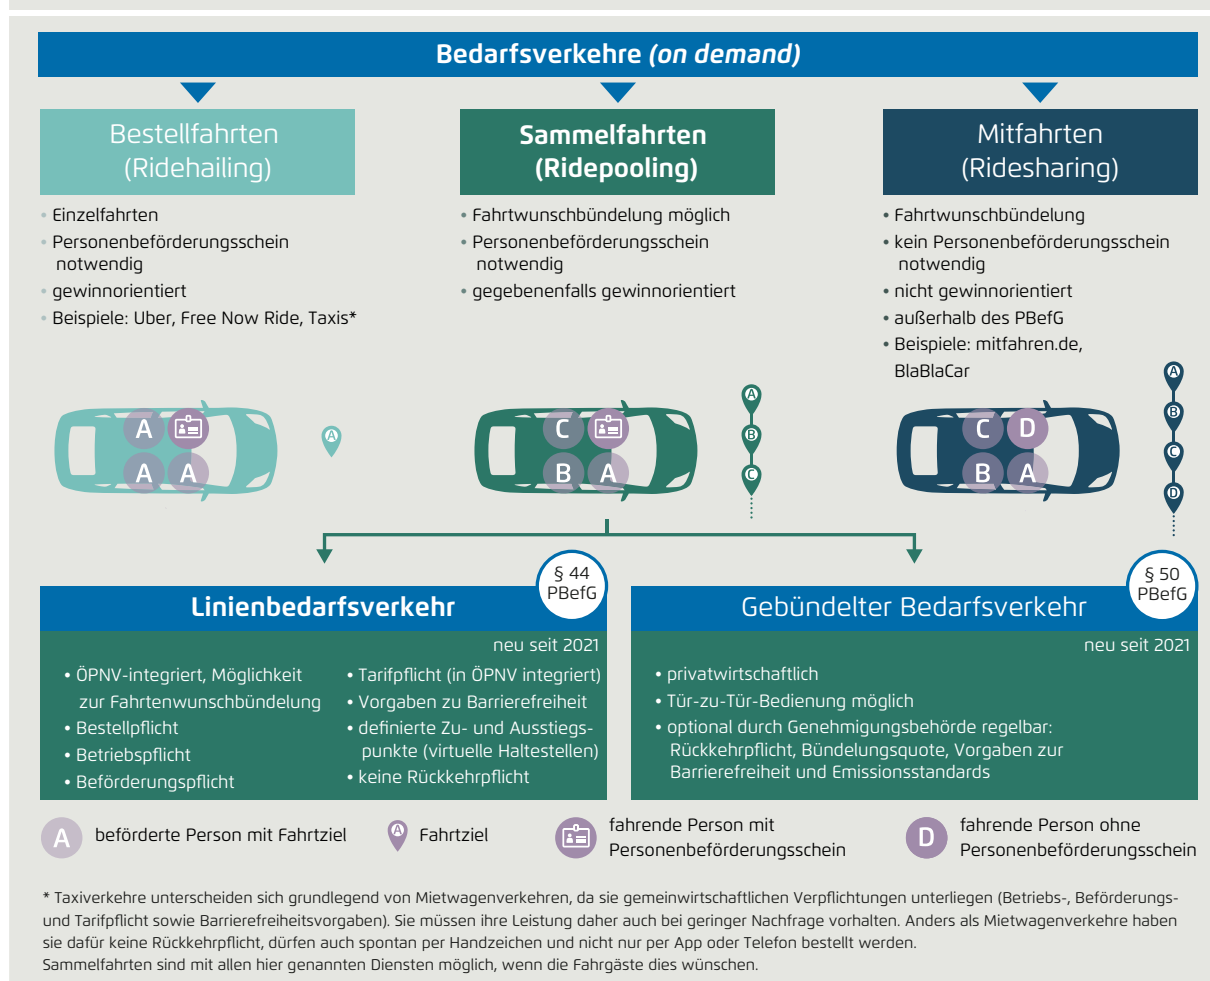 Bedarfsverkehre (on demand)
Bestellfahrten
(Ridehailing)
• Einzelfahrten
• Personenbeförderungsschein
notwendig
• gewinnorientiert
• Beispiele: Uber, Free Now Ride, Taxis*
Sammelfahrten
(Ridepooling)
• Fahrtwunschbündelung möglich
• Personenbeförderungsschein
notwendig
• gegebenenfalls gewinnorientiert
Mitfahrten
(Ridesharing)
• Fahrtwunschbündelung
• kein Personenbeförderungsschein
notwendig
• nicht gewinnorientiert
• außerhalb des PBefG
• Beispiele: mitfahren.de,
BlaBlaCar
A
A A
A
C
B A
A
B
C
C D
B A
A
B
C
D
§ 44
PBefG
Linienbedarfsverkehr
neu seit 2021
• ÖPNV-integriert, Möglichkeit
zur Fahrtenwunschbündelung
• Bestellpflicht
• Betriebspflicht
• Beförderungspflicht
• Tarifpflicht (in ÖPNV integriert)
• Vorgaben zu Barrierefreiheit
• definierte Zu- und Ausstiegs-
punkte (virtuelle Haltestellen)
• keine Rückkehrpflicht
§ 50
PBefG
Gebündelter Bedarfsverkehr
neu seit 2021
• privatwirtschaftlich
• Tür-zu-Tür-Bedienung möglich
• optional durch Genehmigungsbehörde regelbar:
Rückkehrpflicht, Bündelungsquote, Vorgaben zur
Barrierefreiheit und Emissionsstandards
A beförderte Person mit Fahrtziel
A Fahrtziel
fahrende Person mit
Personenbeförderungsschein
D fahrende Person ohne
Personenbeförderungsschein
* Taxiverkehre unterscheiden sich grundlegend von Mietwagenverkehren, da sie gemeinwirtschaftlichen Verpflichtungen unterliegen (Betriebs-, Beförderungs-
und Tarifpflicht sowie Barrierefreiheitsvorgaben). Sie müssen ihre Leistung daher auch bei geringer Nachfrage vorhalten. Anders als Mietwagenverkehre haben
sie dafür keine Rückkehrpflicht, dürfen auch spontan per Handzeichen und nicht nur per App oder Telefon bestellt werden.
Sammelfahrten sind mit allen hier genannten Diensten möglich, wenn die Fahrgäste dies wünschen.